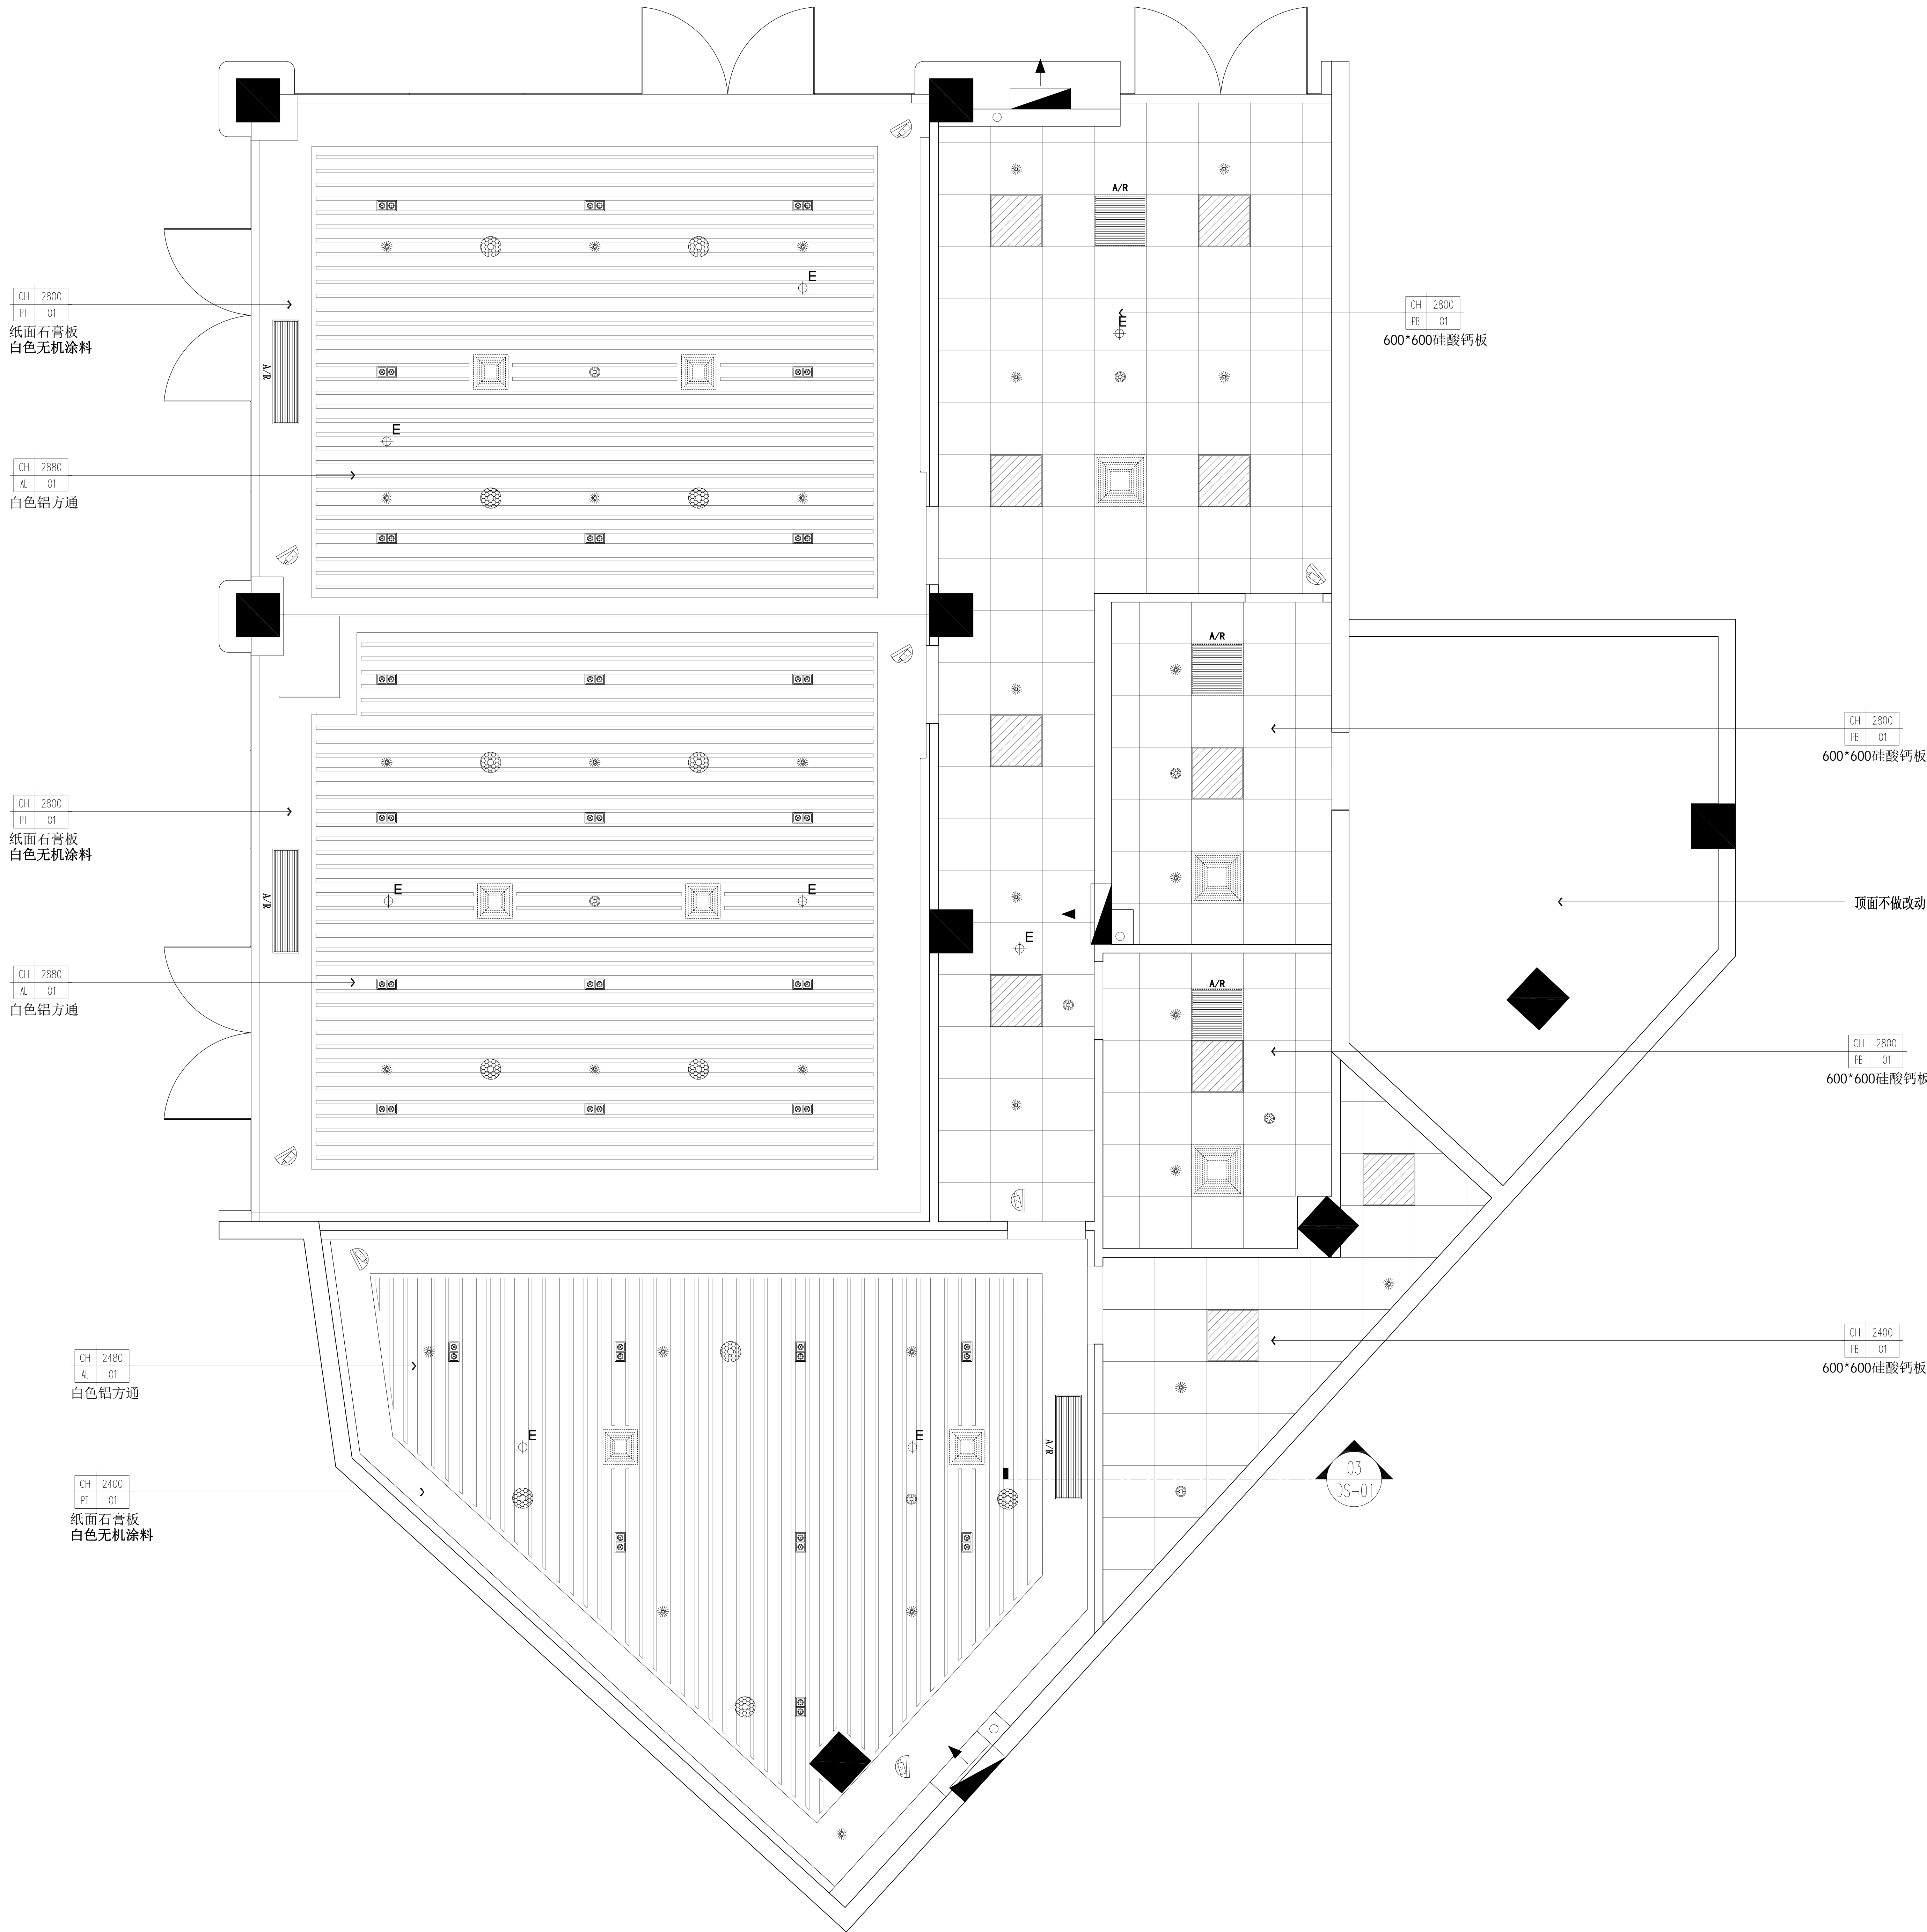 A/R
E
CH 2800
PT 01
纸面石膏板
白色无机涂料
A/R
CH 2800
PB 01
600*600硅酸钙板
E
E
CH 2880
AL 01
白色铝方通
A/R
CH 2800
PB 01
600*600硅酸钙板
CH 2800
PT 01
纸面石膏板
白色无机涂料
A/R
E
E
顶面不做改动
E
CH 2880
AL 01
白色铝方通
A/R
CH 2800
PB 01
600*600硅酸钙板
CH 2400
PB 01
600*600硅酸钙板
CH 2480
AL 01
白色铝方通
E
E
A/R
03
DS-01
CH 2400
PT 01
纸面石膏板
白色无机涂料